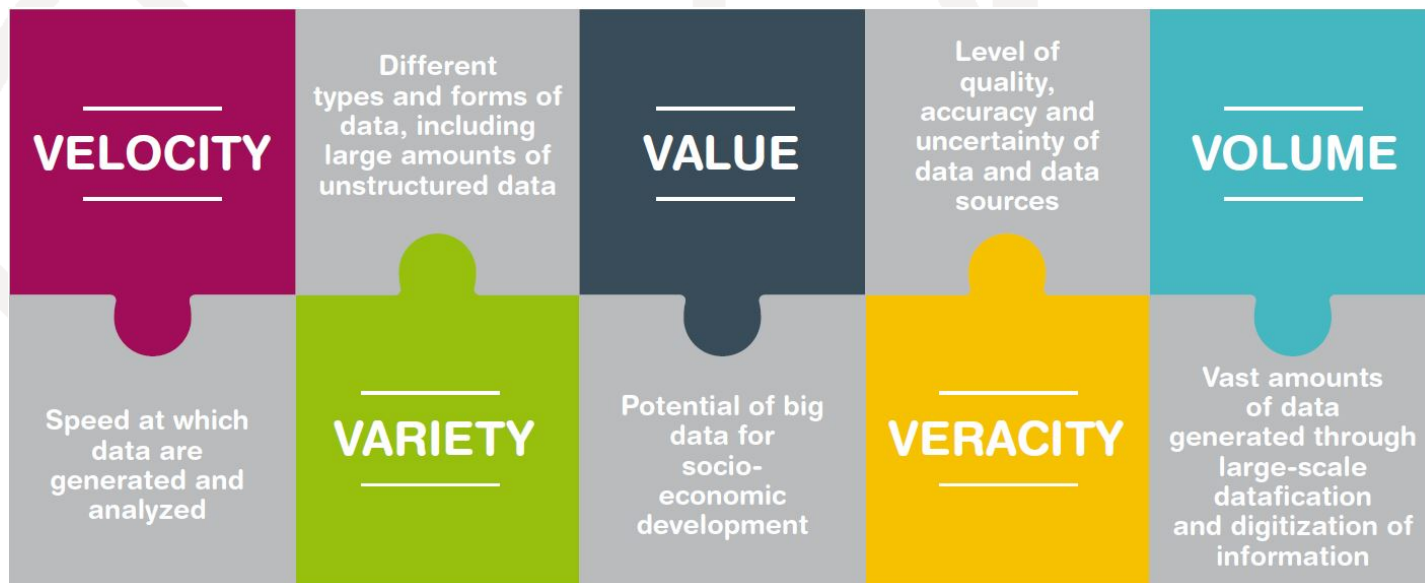 VELOCITY
Speed at which
data are
generated and
analyzed
Different
types and forms of
data, including
large amounts of
unstructured data
VARIETY
VALUE
Potential of big
data for
socio-
economic
development
Level of
quality,
accuracy and
uncertainty of
data and data
sources
VERACITY
VOLUME
Vast amounts
of data
generated through
large-scale
datafication
and digitization of
information